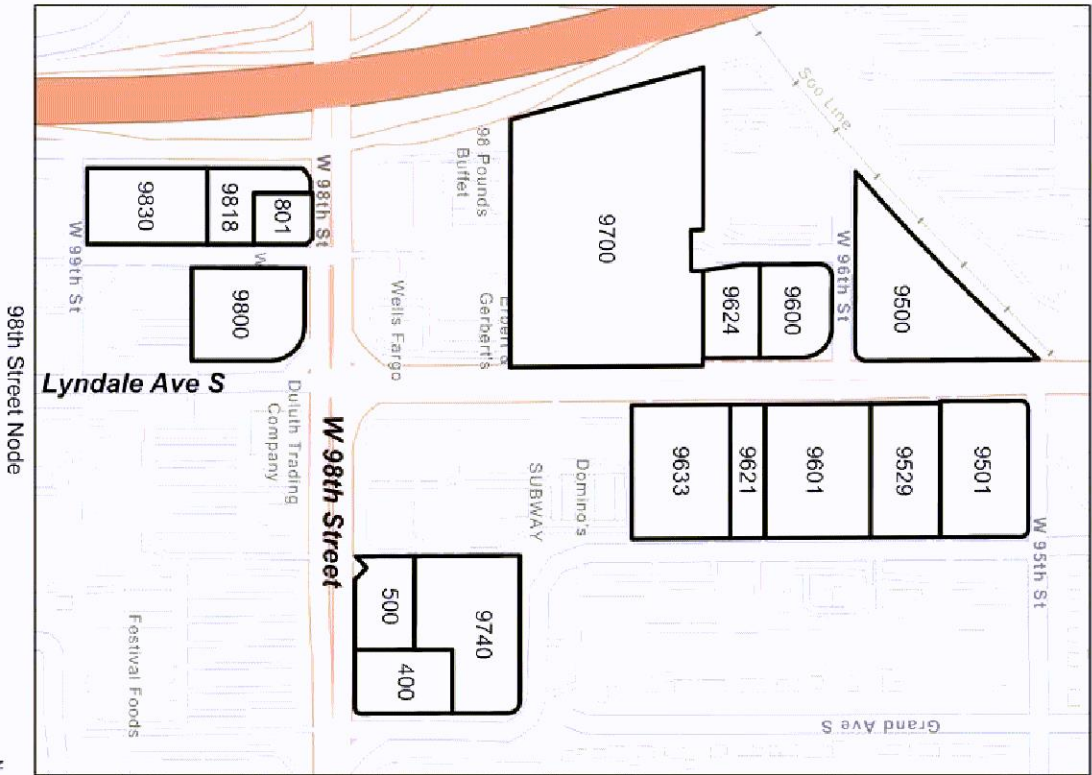 W 95th St
9501
Soo Line
9500
9529
Grand Ave S
W 96th St
9601
9600
9621
9624
9633
9700
Domino's
SUBWAY
98 Pounds
Buffet
Erbert &
Gerbert's
9740
Wells Fargo
500
400
W 98th St
W 98th Street
801
9818
W
9800
Duluth Trading
Company
9830
W 99th St
Lyndale Ave S
Festival Foods
98th Street Node
N